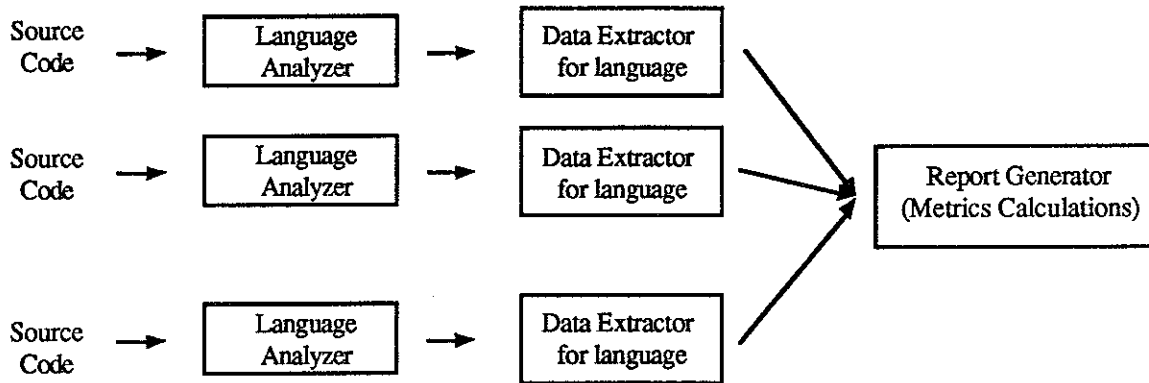 Source
Code
Language
Analyzer
Data Extractor
for language
Source
Code
Language
Analyzer
Data Extractor
for language
Report Generator
(Metrics Calculations)
Source
Code
Language
Analyzer
Data Extractor
for language